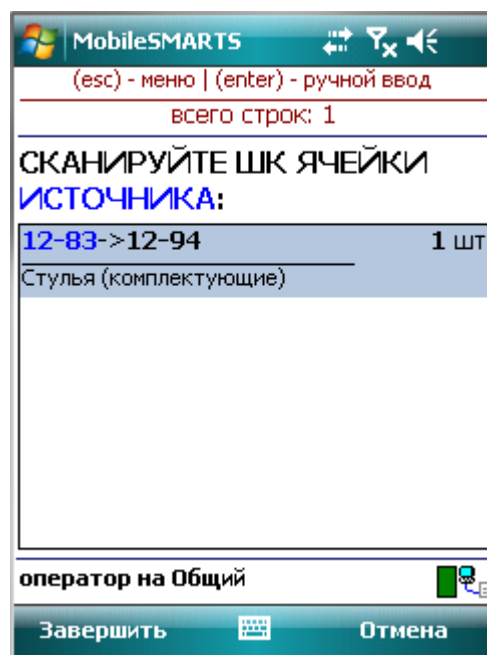 MobileSMARTS
(esc) - меню | (enter) - ручной ввод
всего строк: 1
СКАНИРУЙТЕ ШК ЯЧЕЙКИ
ИСТОЧНИКА:
12-83->12-94 1 шт
Стулья (комплектующие)
оператор на Общий
Завершить Отмена